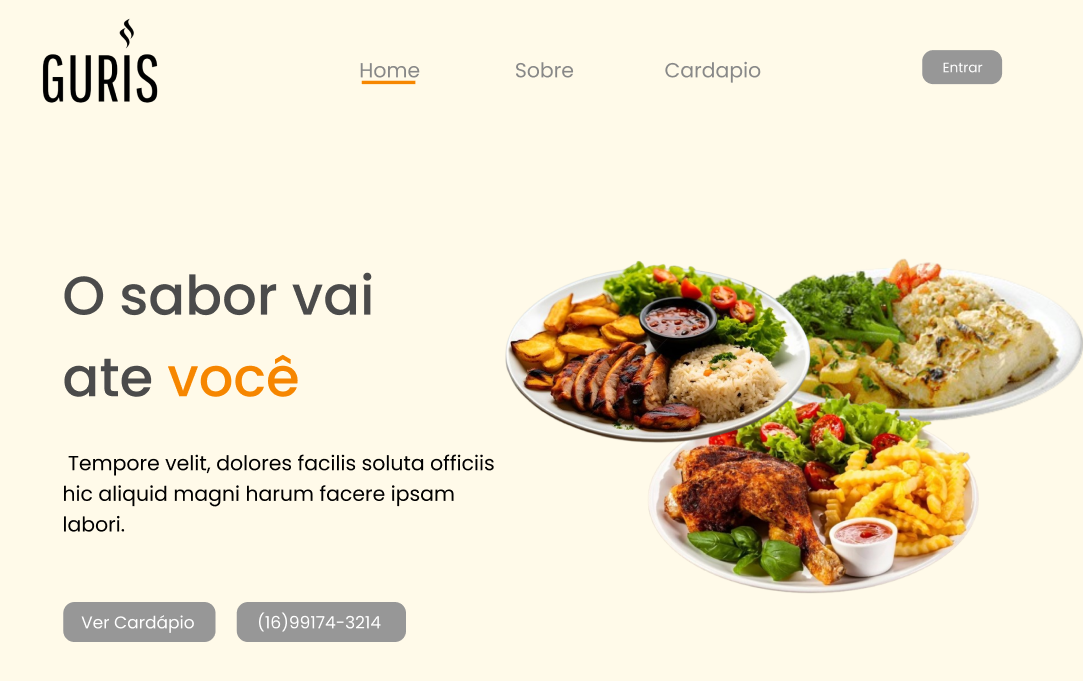 GURIS
Home Sobre Cardapio Entrar
O sabor vai
ate você
Tempore velit, dolores facilis soluta officiis
hic aliquid magni harum facere ipsam
labori.
Ver Cardápio (16)99174-3214